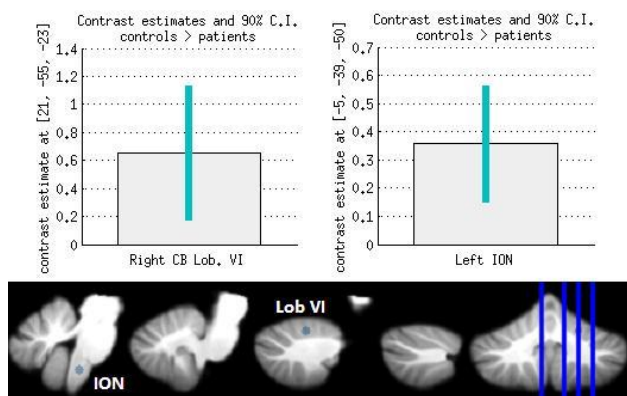 Contrast estimates and 90% C.I.
controls > patients
contrast estimate at [21, -55, -23]
1.4
1.2
1
0.8
0.6
0.4
0.2
0
Right CB Lob. VI
Contrast estimates and 90% C.I.
controls > patients
contrast estimate at [-5, -39, -50]
0.7
0.6
0.5
0.4
0.3
0.2
0.1
0
Left ION
Lob VI
ION